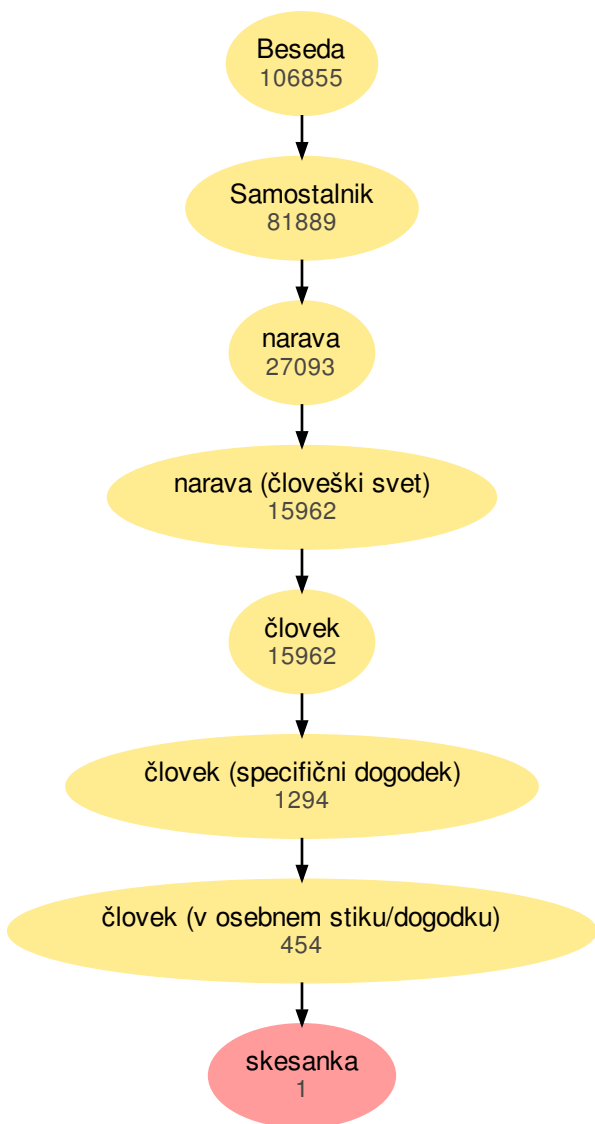 Beseda
106855
Samostalnik
81889
narava
27093
narava (človeški svet)
15962
človek
15962
človek (specifični dogodek)
1294
človek (v osebnem stiku/dogodku)
454
skesanka
1